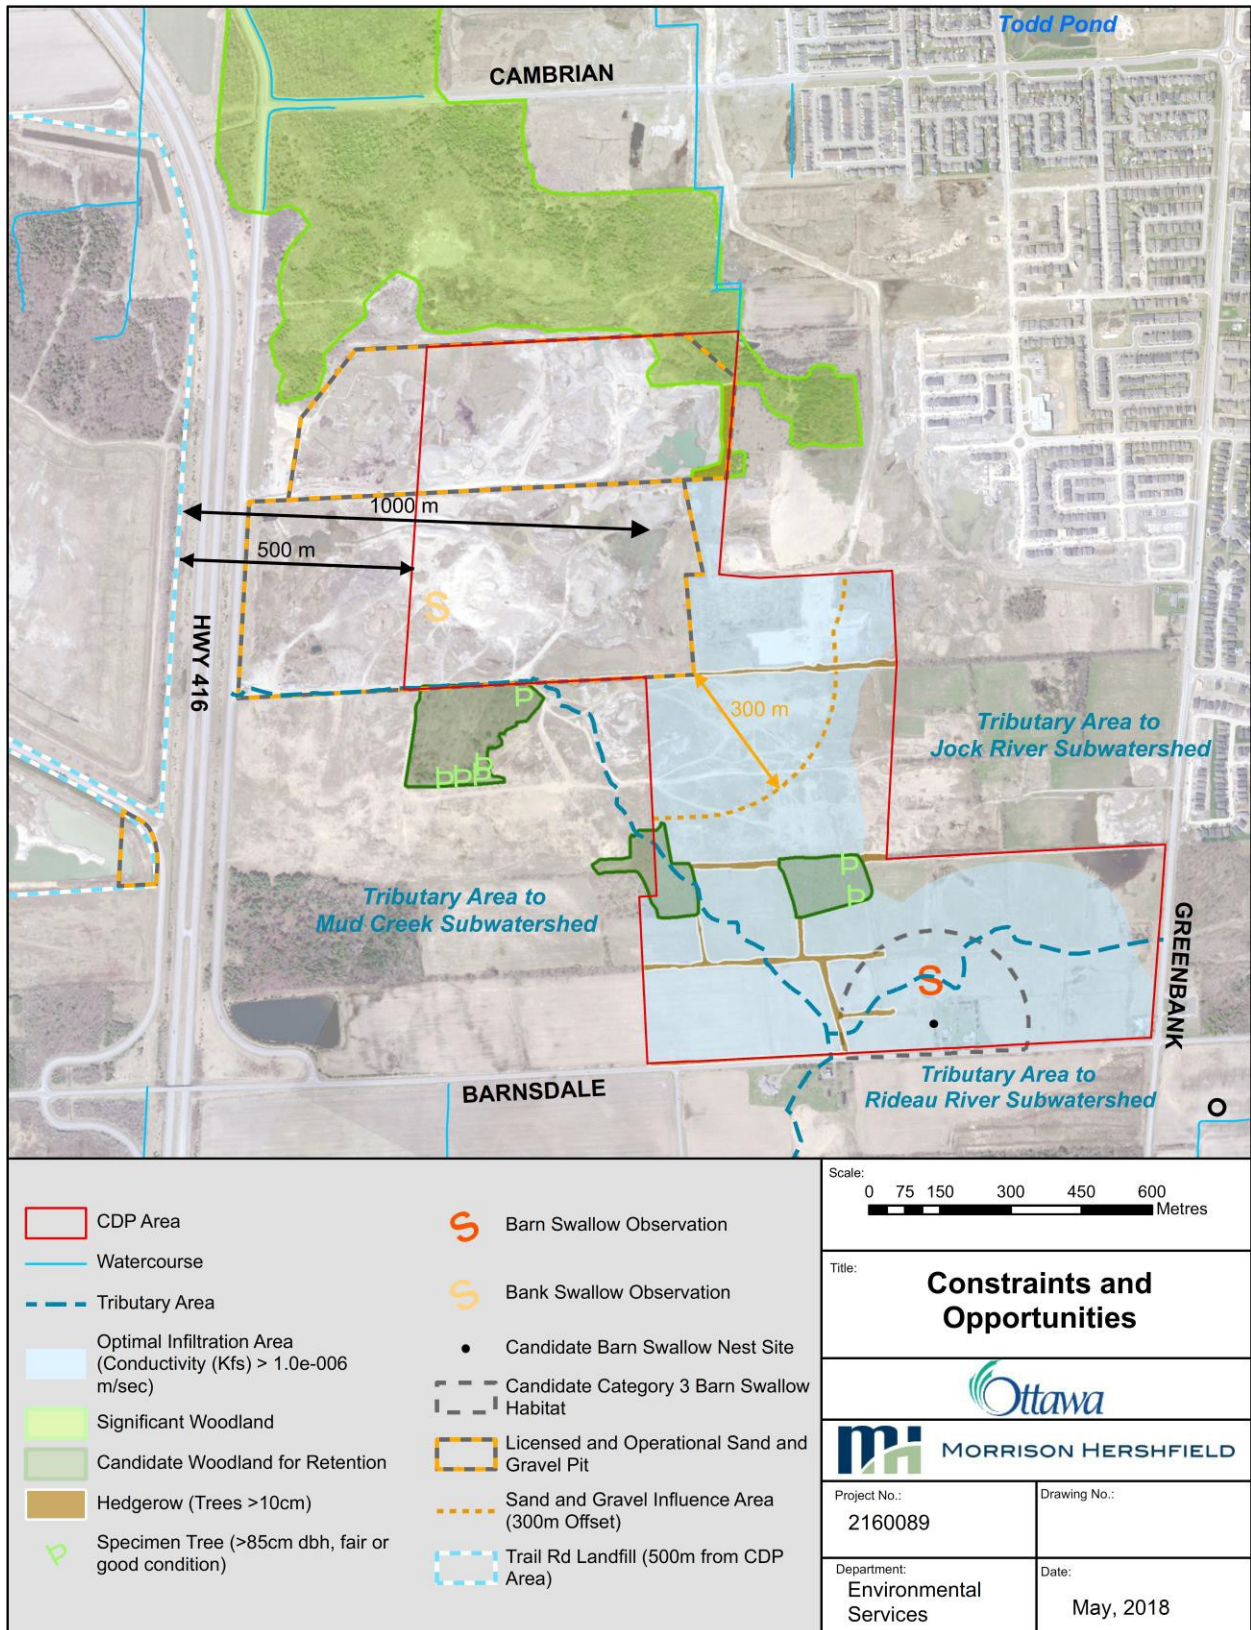 Todd Pond
CAMBRIAN
1000 m
500 m
HWY 416
300 m
Tributary Area to
Jock River Subwatershed
Tributary Area to
Mud Creek Subwatershed
GREENBANK
Tributary Area to
Rideau River Subwatershed
BARNSDALE
CDP Area
Watercourse
Tributary Area
Optimal Infiltration Area
(Conductivity (Kfs) > 1.0e-006
m/sec)
Significant Woodland
Candidate Woodland for Retention
Hedgerow (Trees >10cm)
Specimen Tree (>85cm dbh, fair or
good condition)
Barn Swallow Observation
Bank Swallow Observation
Candidate Barn Swallow Nest Site
Candidate Category 3 Barn Swallow
Habitat
Licensed and Operational Sand and
Gravel Pit
Sand and Gravel Influence Area
(300m Offset)
Trail Rd Landfill (500m from CDP
Area)
Scale:
0 75 150 300 450 600
Metres
Title:
Constraints and
Opportunities
Ottawa
MH MORRISON HERSHFIELD
Project No.:
2160089
Drawing No.:
Department:
Environmental
Services
Date:
May, 2018